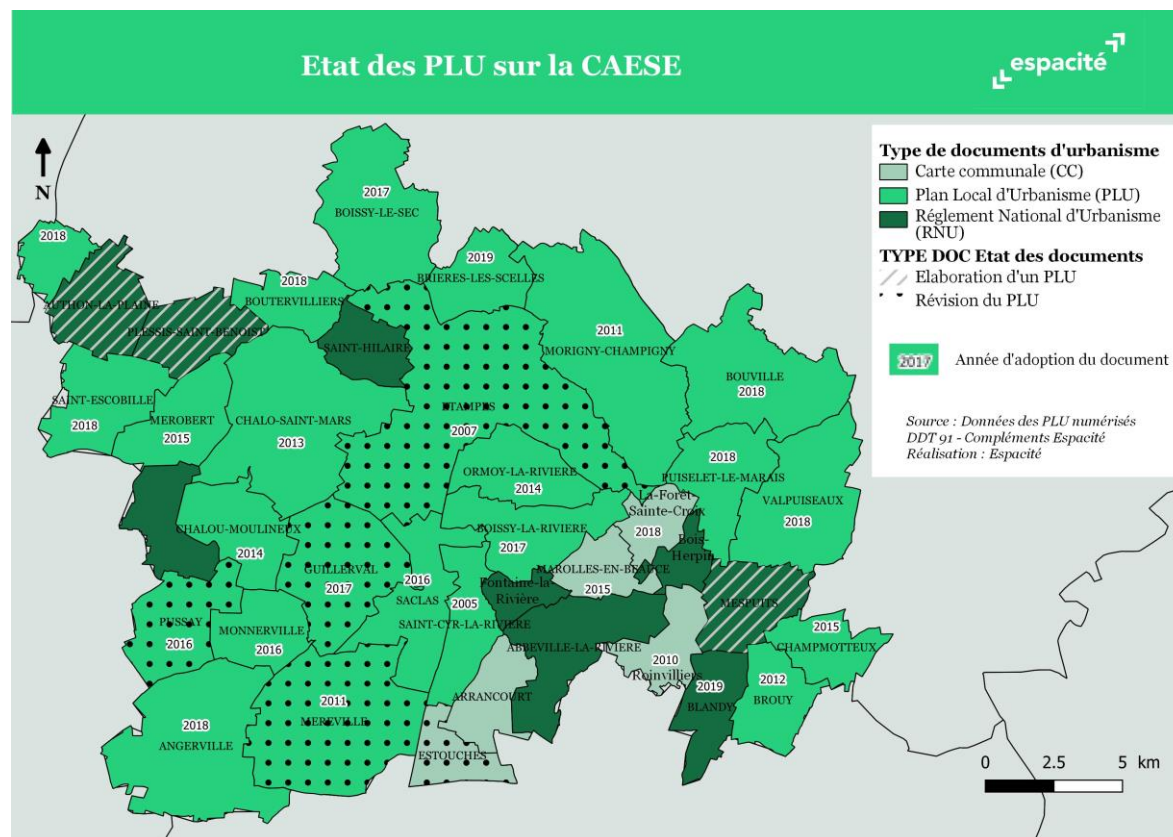 Etat des PLU sur la CAESE
espacité
N
Type de documents d'urbanisme
Carte communale (CC)
Plan Local d'Urbanisme (PLU)
Réglement National d'Urbanisme
(RNU)
TYPE DOC Etat des documents
Elaboration d'un PLU
Révision du PLU
2017
Année d'adoption du document
Source : Données des PLU numérisés
DDT 91 - Compléments Espacité
Réalisation : Espacité
2017
BOISSY-LE-SEC
2018
2019
BRIERES-LES-SCELLES
2018
BOUTERVILLIERS
AUTHON-LA-PLAINE
PLESSIS-SAINT-BENOIST
SAINT-HILAIRE
2011
MORIGNY-CHAMPIGNY
BOUVILLE
2018
SAINT-ESCOBILLE
2018
MEROBERT
2015
CHALO-SAINT-MARS
2013
ETAMPES
2007
ORMOY-LA-RIVIERE
2014
2018
PUISELET-LE-MARAIS
VALPUISEAUX
2018
La-Forêt-
Sainte-Croix
2018
CHALOU-MOULINEUX
2014
BOISSY-LA-RIVIERE
2017
Bois-
Herpin
GUILLERVAL
2017
2016
SACLAS
MAROLLES-EN-BEAUCE
2015
Fontaine-la-
Rivière
2005
SAINT-CYR-LA-RIVIERE
MESPUITS
PUSSAY
2016
MONNERVILLE
2016
ABBEVILLE-LA-RIVIERE
2015
CHAMPMOTTEUX
2010
Roinvilliers
2019
BLANDY
2012
BROUY
ARRANCOURT
2011
MEREVILLE
2018
ANGERVILLE
ESTOUCHES
0 2.5 5 km